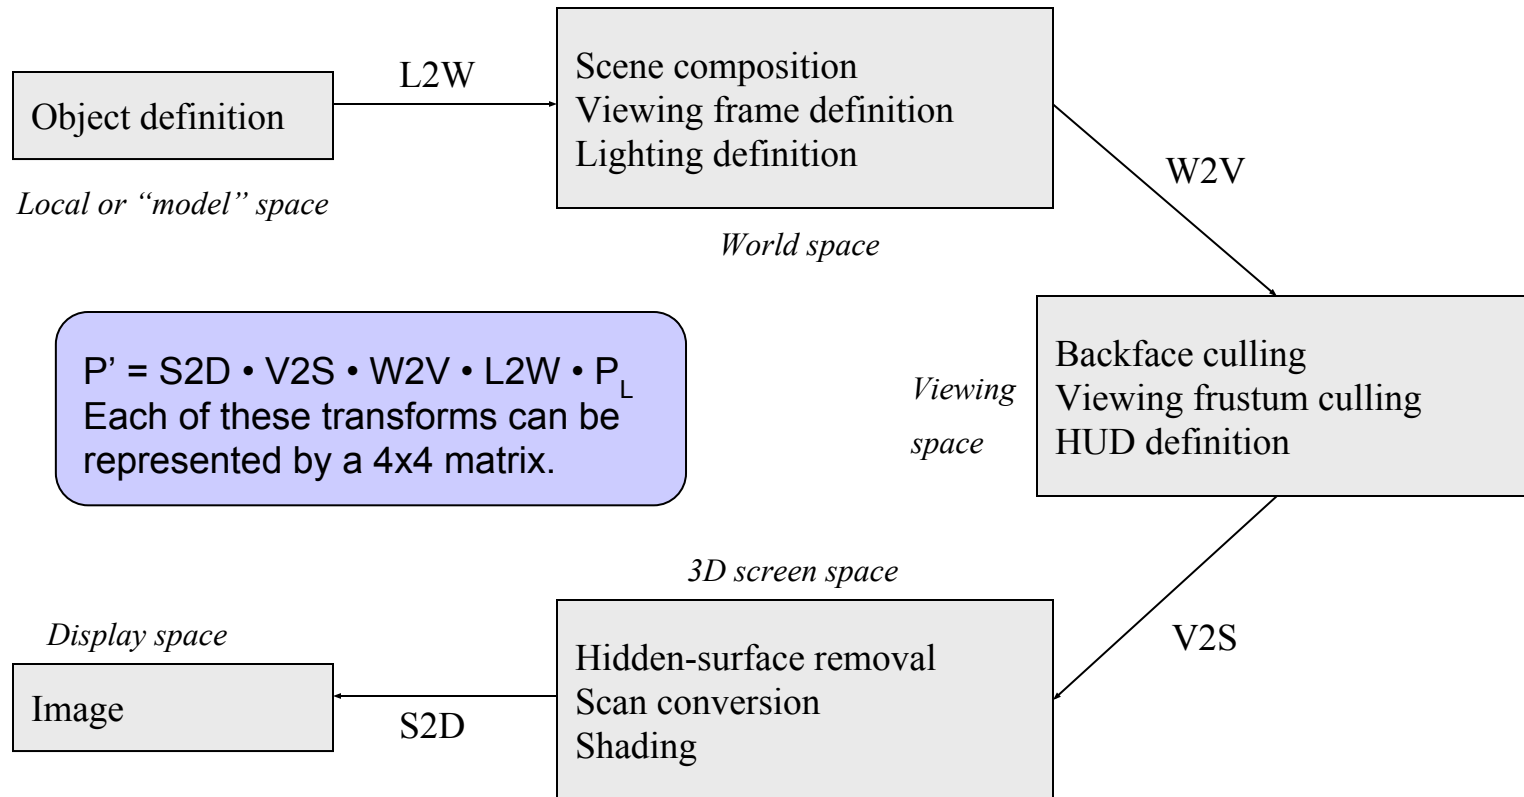 Object definition
Local or “model” space
L2W
Scene composition
Viewing frame definition
Lighting definition
World space
W2V
Backface culling
Viewing frustum culling
HUD definition
Viewing
space
P’ = S2D • V2S • W2V • L2W • P_L
Each of these transforms can be
represented by a 4x4 matrix.
V2S
3D screen space
Hidden-surface removal
Scan conversion
Shading
S2D
Display space
Image